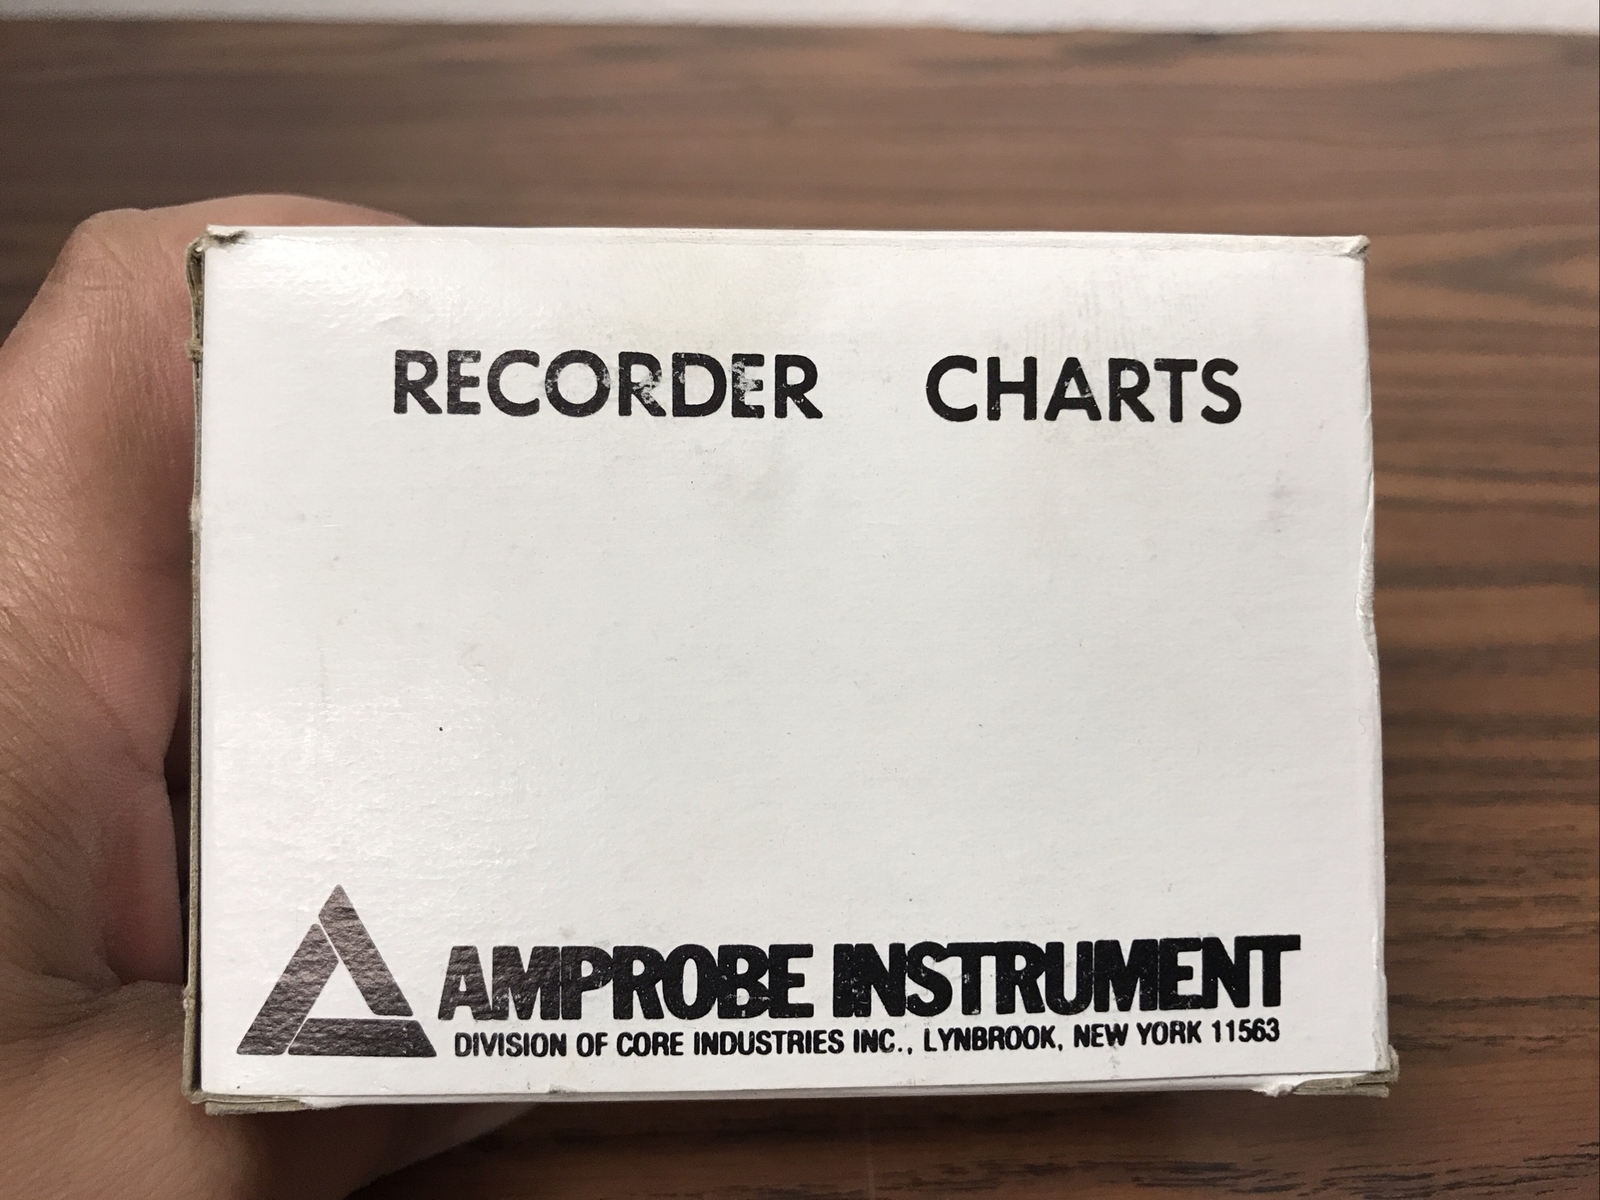 RECORDER CHARTS
AMPROBE INSTRUMENT
DIVISION OF CORE INDUSTRIES INC., LYNBROOK, NEW YORK 11563